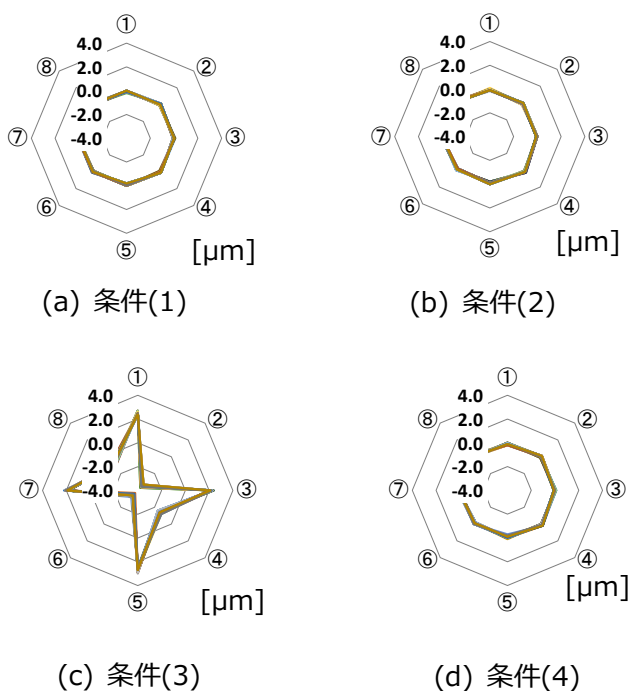 ①
4.0
⑧ 2.0 ②
0.0
-2.0
⑦ -4.0 ③
⑥ ④
⑤ [μm]
(a) 条件(1)
①
4.0
⑧ 2.0 ②
0.0
-2.0
⑦ -4.0 ③
⑥ ④
⑤ [μm]
(b) 条件(2)
①
4.0
⑧ 2.0 ②
0.0
-2.0
⑦ -4.0 ③
⑥ ④
⑤ [μm]
(c) 条件(3)
①
4.0
⑧ 2.0 ②
0.0
-2.0
⑦ -4.0 ③
⑥ ④
⑤ [μm]
(d) 条件(4)